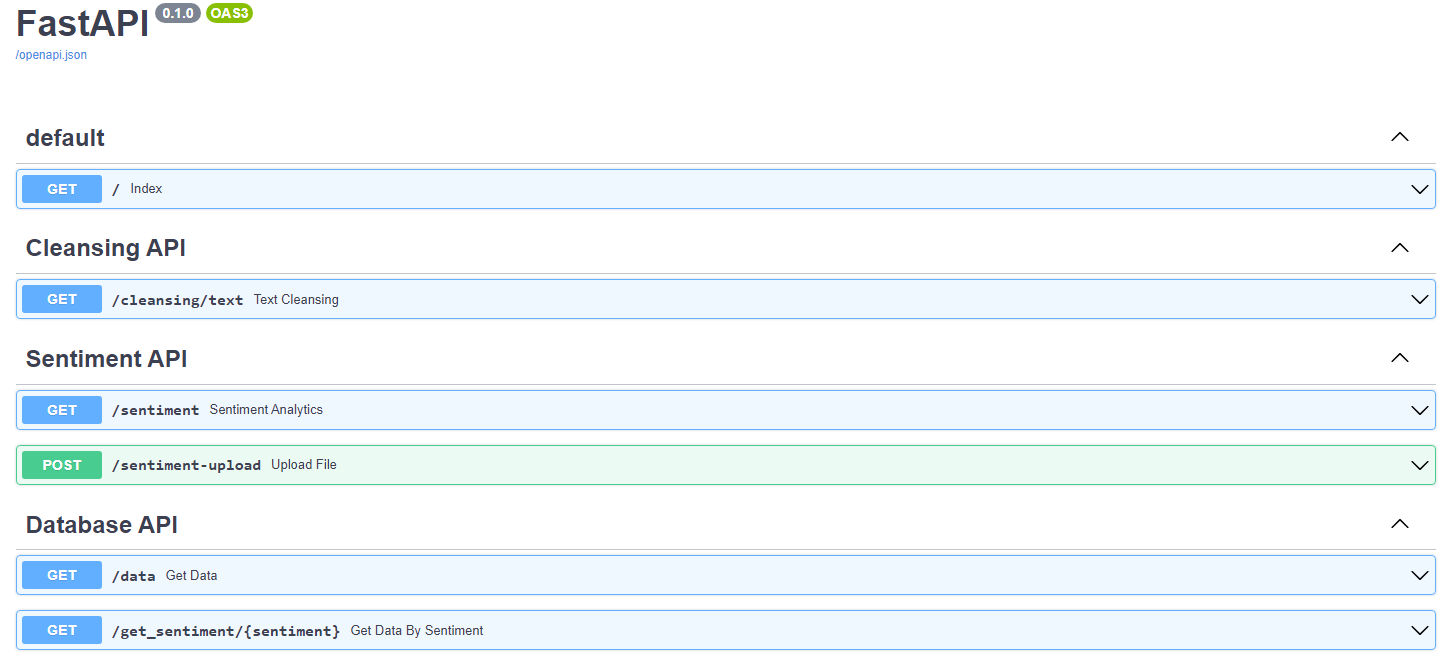 FastAPI 0.1.0 OAS3
/openapi.json
default
GET / Index
Cleansing API
GET /cleansing/text Text Cleansing
Sentiment API
GET /sentiment Sentiment Analytics
POST /sentiment-upload Upload File
Database API
GET /data Get Data
GET /get_sentiment/{sentiment} Get Data By Sentiment